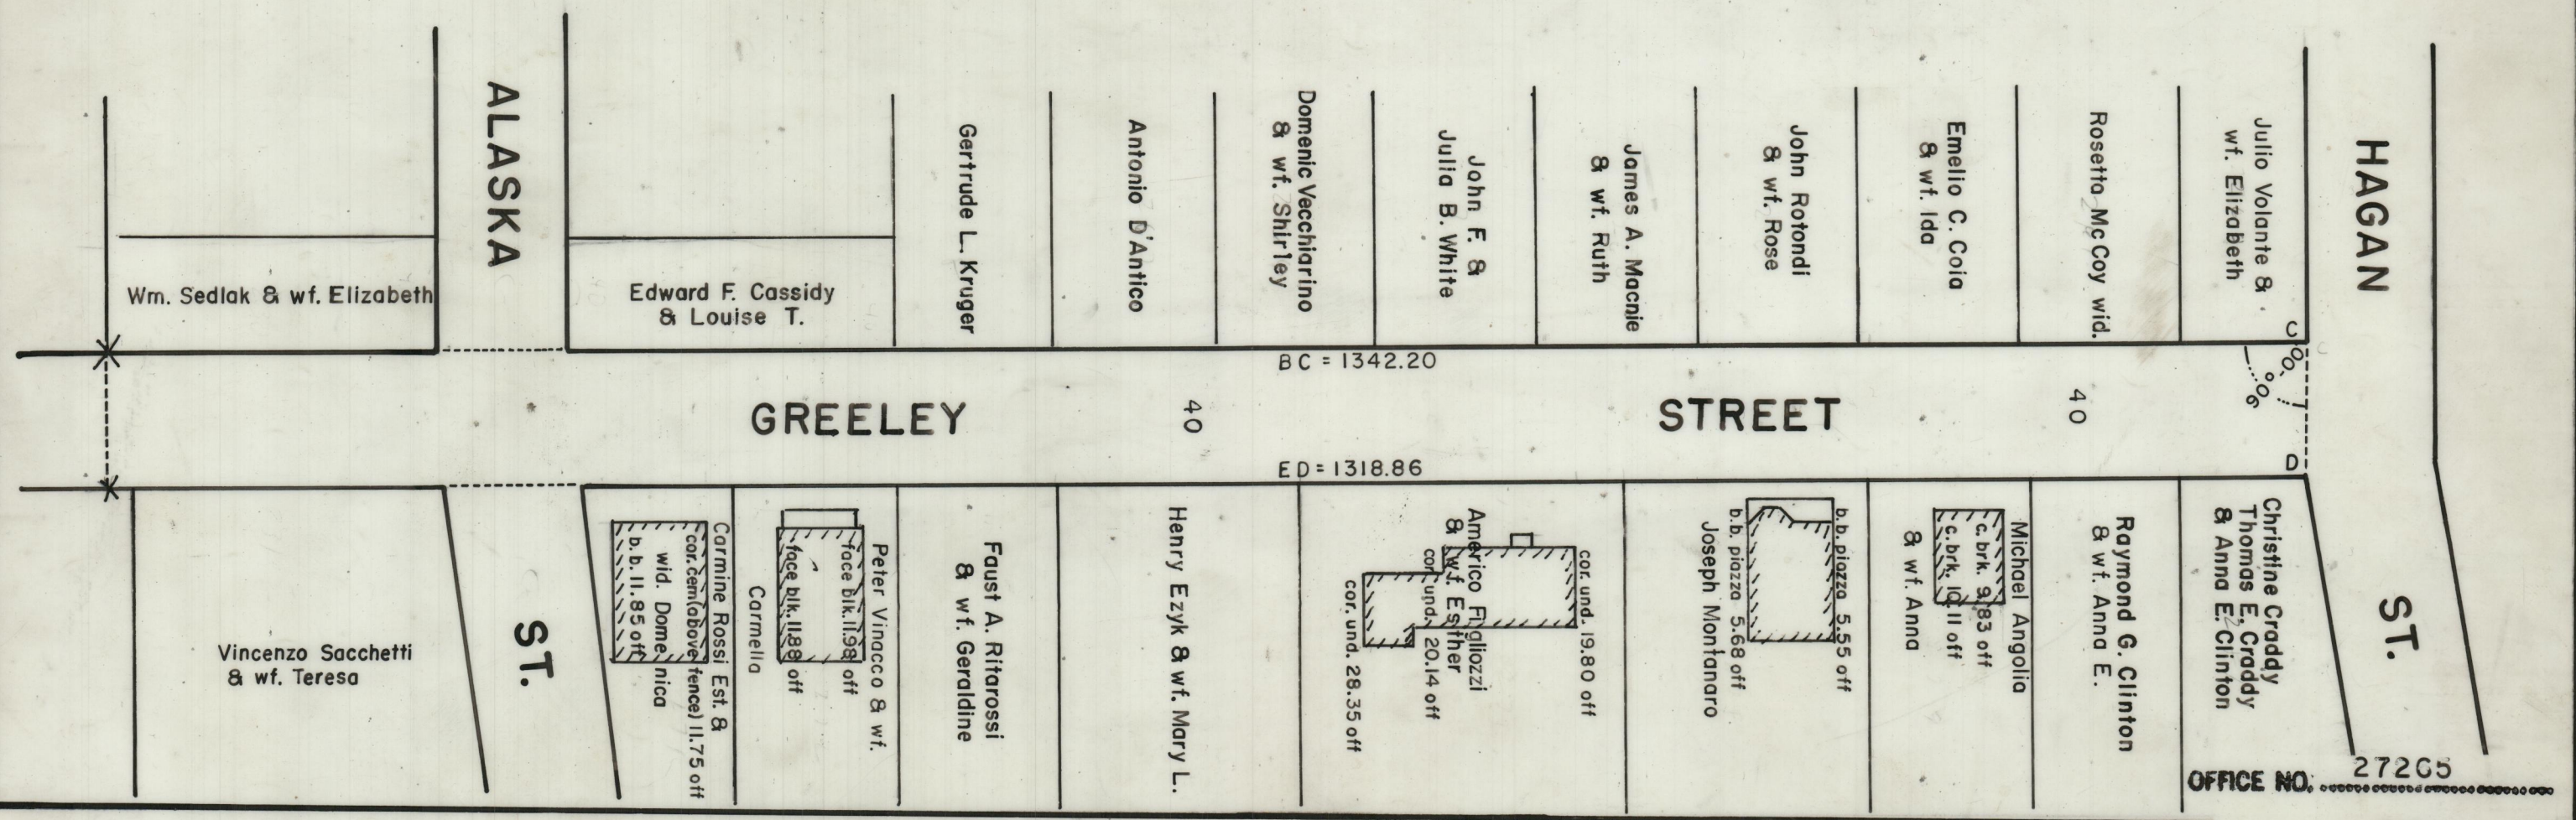 ALASKA
HAGAN
Wm. Sedlak & wf. Elizabeth
Edward F. Cassidy
& Louise T.
Gertrude L. Kruger
Antonio D'Antico
Domenic Vecchiarino
& wf. Shirley
John F. &
Julia B. White
James A. Macnie
& wf. Ruth
John Rotondi
& wf. Rose
Emelio C. Coia
& wf. Ida
Rosetta McCoy wid.
Julio Volante &
wf. Elizabeth
C
BC = 1342.20
GREELEY
40
STREET
40
ED = 1318.86
D
Vincenzo Sacchetti
& wf. Teresa
ST.
Carmine Rossi Est. &
cor. cem (above fence) 11.75 off
wid. Domenica
b.b. 11.85 off
Peter Vinacco & wf.
face blk. 11.98 off
face blk. 11.88 off
Carmella
Faust A. Ritarossi
& wf. Geraldine
Henry Ezyk & wf. Mary L.
cor. und. 19.80 off
Americo Figliozzi
& wf. Esther
cor. und. 20.14 off
cor. und. 28.35 off
b.b. piazza 5.55 off
b.b. piazza 5.68 off
Joseph Montanaro
Michael Angolia
c. brk. 9.83 off
c. brk. 10.11 off
& wf. Anna
Raymond G. Clinton
& wf. Anna E.
Christine Craddy
Thomas E. Craddy
& Anna E. Clinton
ST.
OFFICE NO. 27265